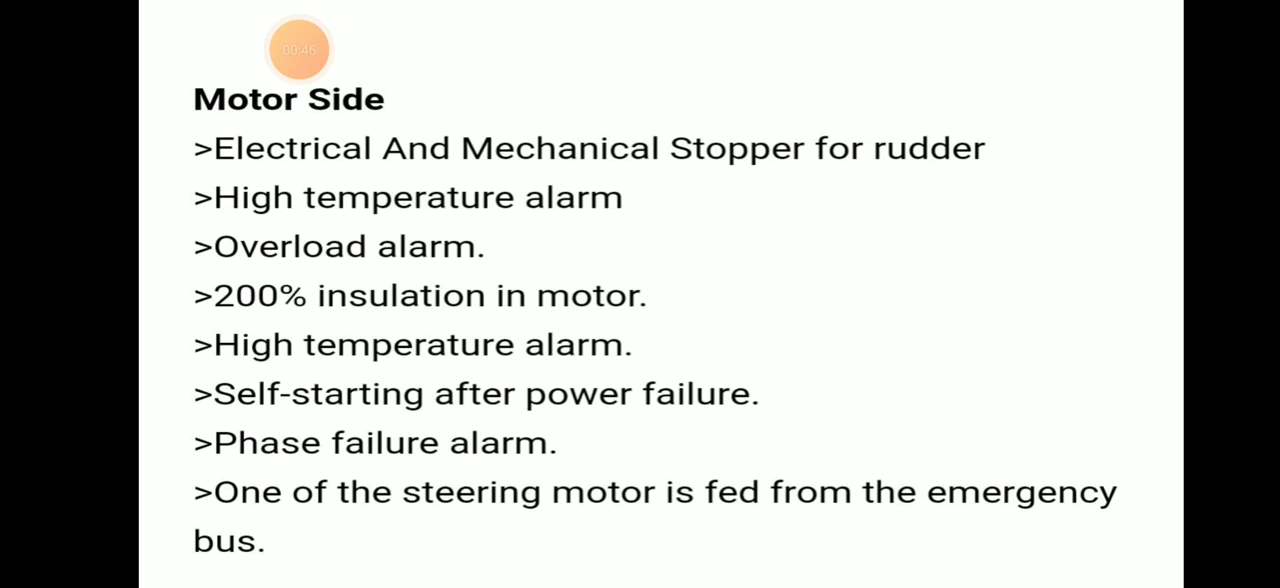 00:46
Motor Side
>Electrical And Mechanical Stopper for rudder
>High temperature alarm
>Overload alarm.
>200% insulation in motor.
>High temperature alarm.
>Self-starting after power failure.
>Phase failure alarm.
>One of the steering motor is fed from the emergency
bus.